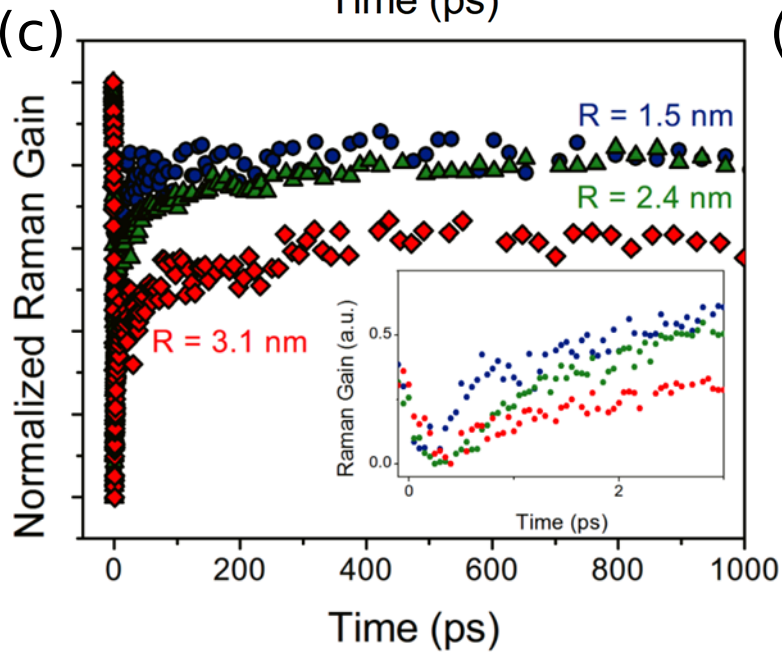 Time (ps)
(c)
Normalized Raman Gain
R = 1.5 nm
R = 2.4 nm
R = 3.1 nm
Raman Gain (a.u.)
0.5
0.0
0 2
Time (ps)
0 200 400 600 800 1000
Time (ps)